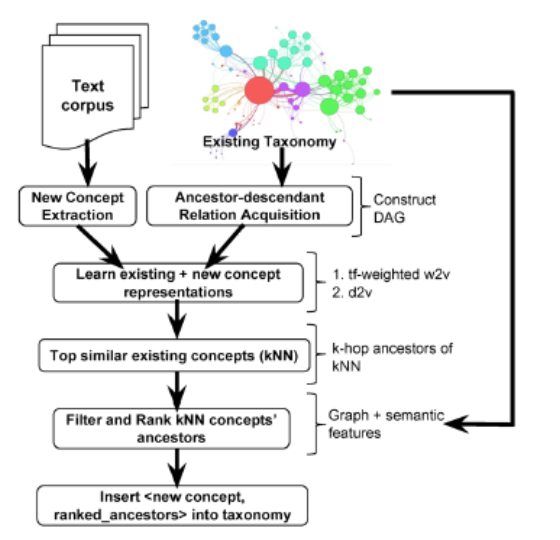 Text
corpus
Existing Taxonomy
New Concept
Extraction
Ancestor-descendant
Relation Acquisition
Construct
DAG
Learn existing + new concept
representations
1. tf-weighted w2v
2. d2v
Top similar existing concepts (kNN)
k-hop ancestors of
kNN
Filter and Rank kNN concepts'
ancestors
Graph + semantic
features
Insert <new concept,
ranked_ancestors> into taxonomy